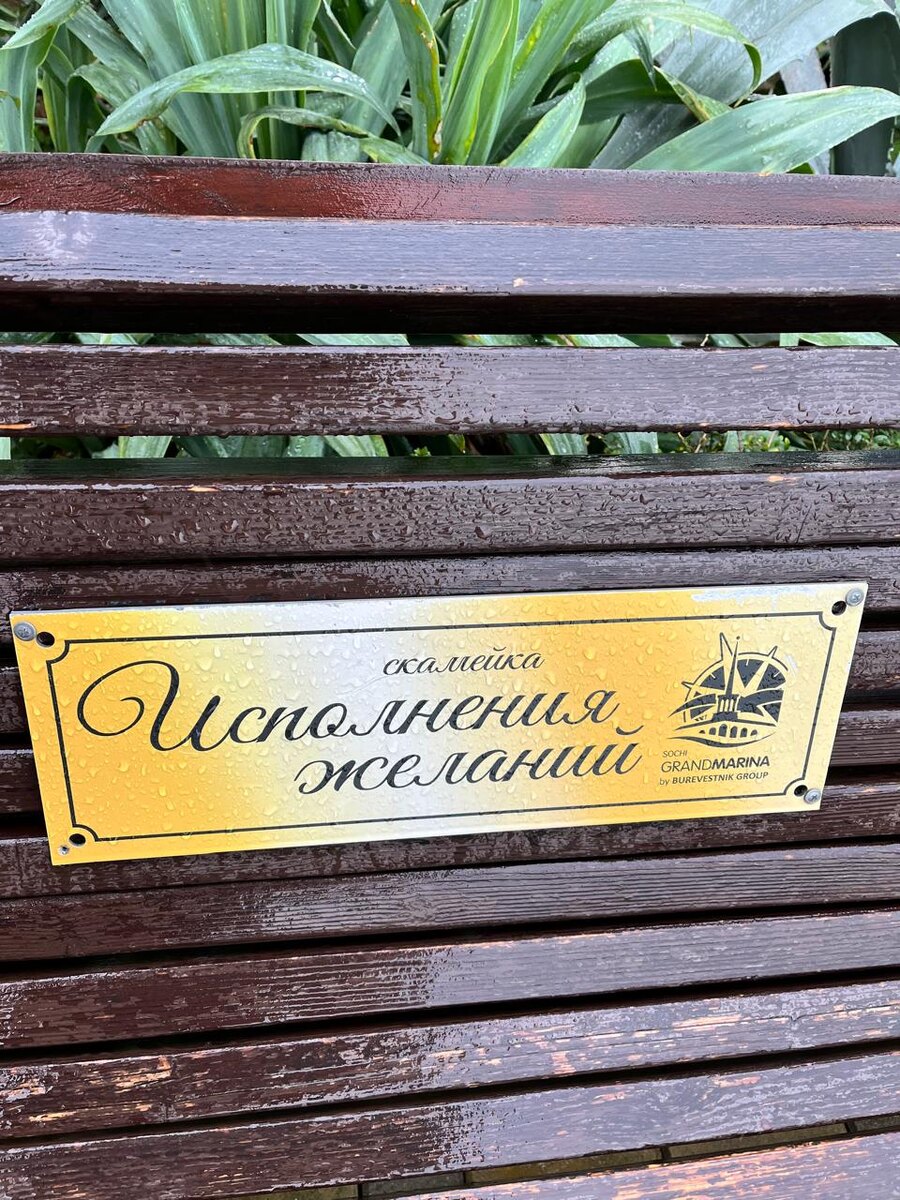 скамейка
Исполнения
желаний
SOCHI
GRANDMARINA
by BUREVESTNIK GROUP